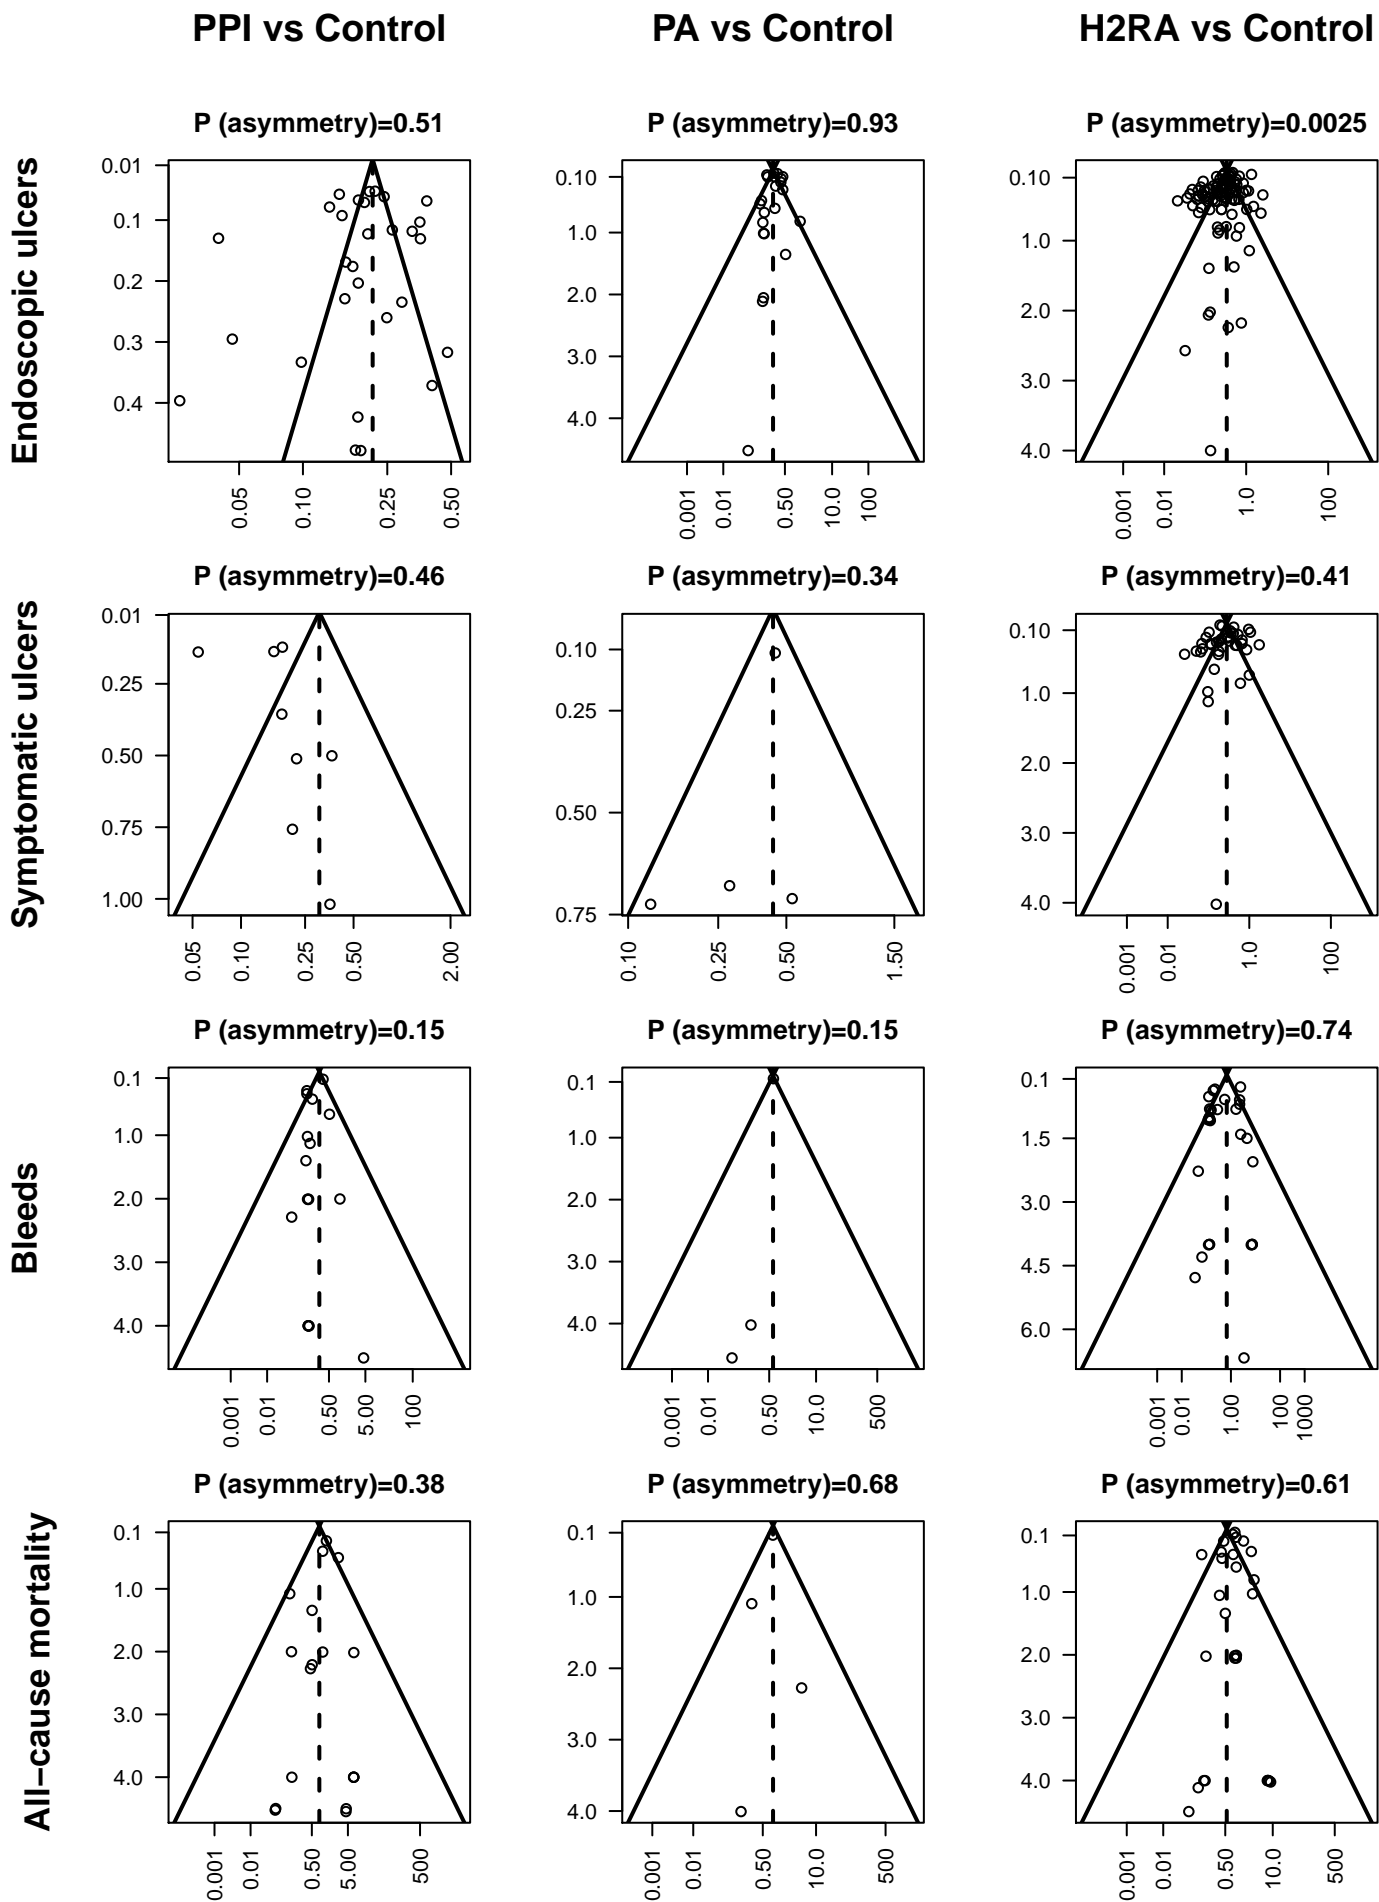 PPI vs Control PA vs Control H2RA vs Control
Endoscopic ulcers
P (asymmetry)=0.51 P (asymmetry)=0.93 P (asymmetry)=0.0025
0.01 0.10 0.10
0.1 1.0 1.0
0.2 2.0 2.0
0.3 3.0 3.0
0.4 4.0 4.0
0.05 0.10 0.25 0.50 0.001 0.01 0.50 10.0 100 0.001 0.01 1.0 100
Symptomatic ulcers
P (asymmetry)=0.46 P (asymmetry)=0.34 P (asymmetry)=0.41
0.01 0.10 0.10
0.25 0.25 1.0
0.50 0.50 2.0
0.75 0.75 3.0
1.00 4.0
0.05 0.10 0.25 0.50 2.00 0.10 0.25 0.50 1.50 0.001 0.01 1.0 100
Bleeds
P (asymmetry)=0.15 P (asymmetry)=0.15 P (asymmetry)=0.74
0.1 0.1 0.1
1.0 1.0 1.5
2.0 2.0 3.0
3.0 3.0 4.5
4.0 4.0 6.0
0.001 0.01 0.50 5.00 100 0.001 0.01 0.50 10.0 500 0.001 0.01 1.00 100 1000
All−cause mortality
P (asymmetry)=0.38 P (asymmetry)=0.68 P (asymmetry)=0.61
0.1 0.1 0.1
1.0 1.0 1.0
2.0 2.0 2.0
3.0 3.0 3.0
4.0 4.0 4.0
0.001 0.01 0.50 5.00 500 0.001 0.01 0.50 10.0 500 0.001 0.01 0.50 10.0 500